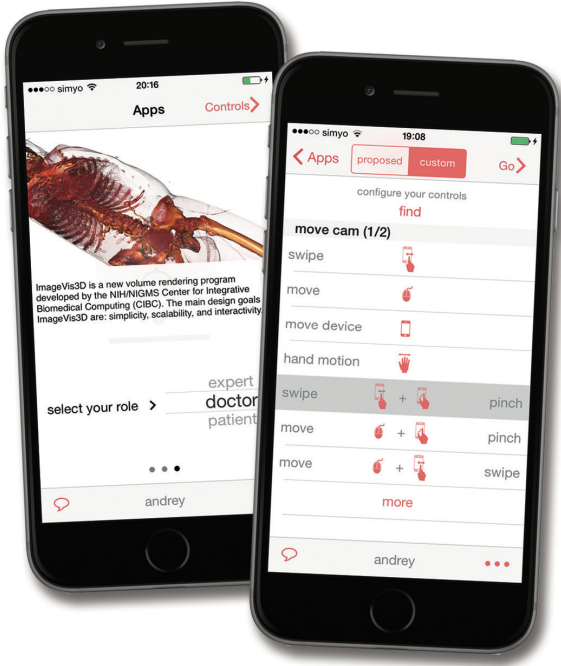 simyo 20:16
Apps Controls
ImageVis3D is a new volume rendering program
developed by the NIH/NIGMS Center for Integrative
Biomedical Computing (CIBC). The main design goals
ImageVis3D are: simplicity, scalability, and interactivity.
expert
select your role > doctor
patient
andrey
simyo 19:08
Apps proposed custom Go
configure your controls
find
move cam (1/2)
swipe
move
move device
hand motion
swipe + pinch
move + pinch
move + swipe
more
andrey